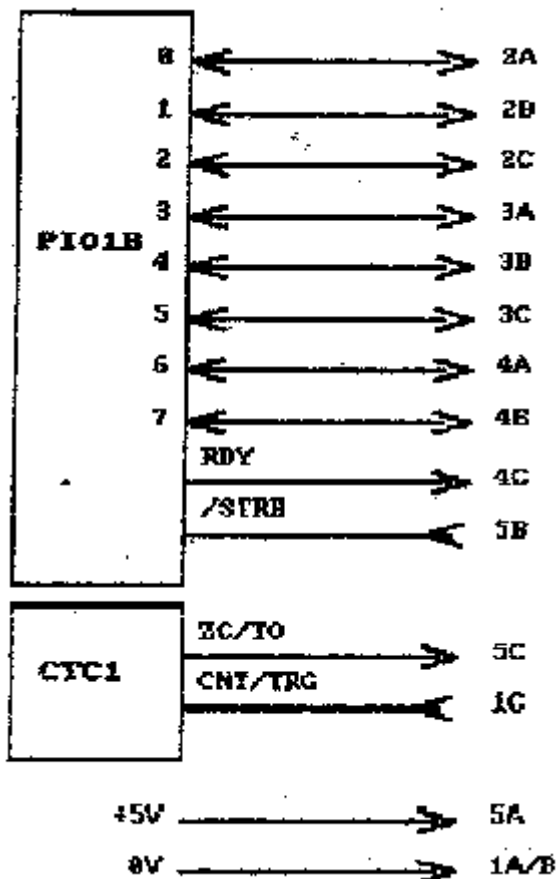 0 2A
1 2B
2 2C
3 3A
PIO1B
4 3B
5 3C
6 4A
7 4B
RDY
4C
/STRB
5B
ZC/TO
5C
CTC1
CNT/TRG
1C
+5V 5A
0V 1A/B